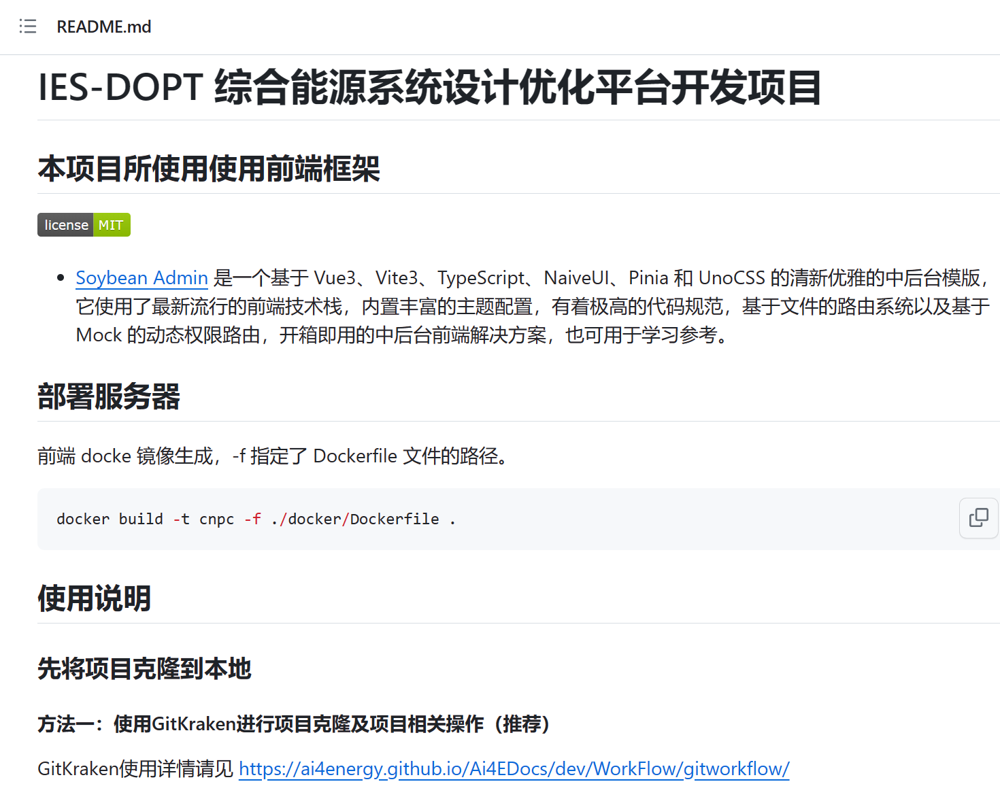 README.md
IES-DOPT 综合能源系统设计优化平台开发项目
本项目所使用使用前端框架
license MIT
Soybean Admin 是一个基于 Vue3、Vite3、TypeScript、NaiveUI、Pinia 和 UnoCSS 的清新优雅的中后台模版，
它使用了最新流行的前端技术栈，内置丰富的主题配置，有着极高的代码规范，基于文件的路由系统以及基于
Mock 的动态权限路由，开箱即用的中后台前端解决方案，也可用于学习参考。
部署服务器
前端 docke 镜像生成，-f 指定了 Dockerfile 文件的路径。
docker build -t cnpc -f ./docker/Dockerfile .
使用说明
先将项目克隆到本地
方法一：使用GitKraken进行项目克隆及项目相关操作（推荐）
GitKraken使用详情请见 https://ai4energy.github.io/Ai4EDocs/dev/WorkFlow/gitworkflow/